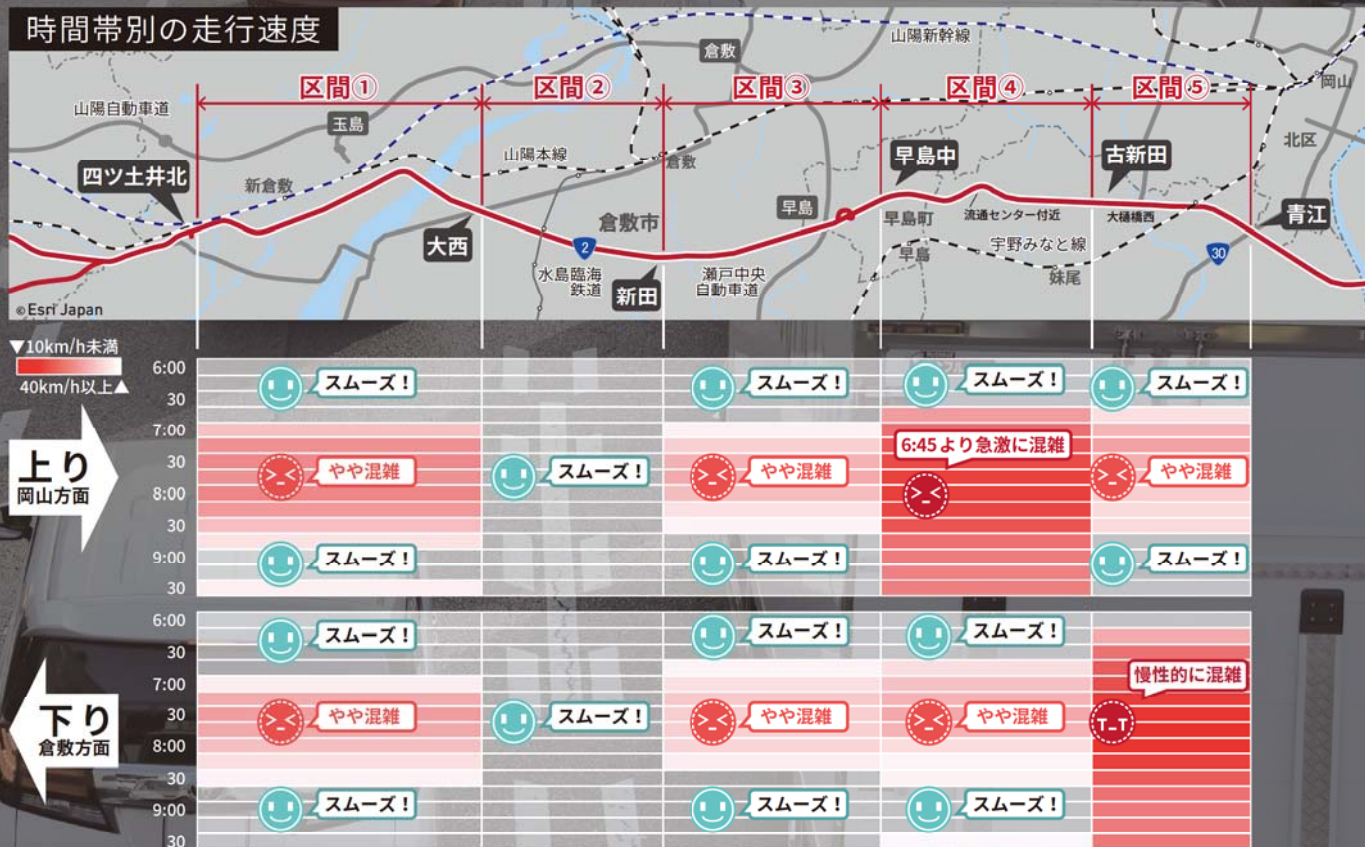 時間帯別の走行速度
山陽新幹線
倉敷
岡山
区間①
区間②
区間③
区間④
区間⑤
山陽自動車道
玉島
北区
山陽本線
倉敷
早島中
古新田
四ツ土井北
新倉敷
早島
倉敷市
早島町
流通センター付近
大樋橋西
青江
大西
2
水島臨海
鉄道
新田
瀬戸中央
自動車道
早島
宇野みなと線
妹尾
30
©Esri Japan
▼10km/h未満
40km/h以上▲
上り
岡山方面
6:00
30
7:00
30
8:00
30
9:00
30
スムーズ！
スムーズ！
スムーズ！
スムーズ！
6:45より急激に混雑
やや混雑
スムーズ！
やや混雑
やや混雑
スムーズ！
スムーズ！
スムーズ！
下り
倉敷方面
6:00
30
7:00
30
8:00
30
9:00
30
スムーズ！
スムーズ！
スムーズ！
慢性的に混雑
やや混雑
スムーズ！
やや混雑
やや混雑
スムーズ！
スムーズ！
スムーズ！